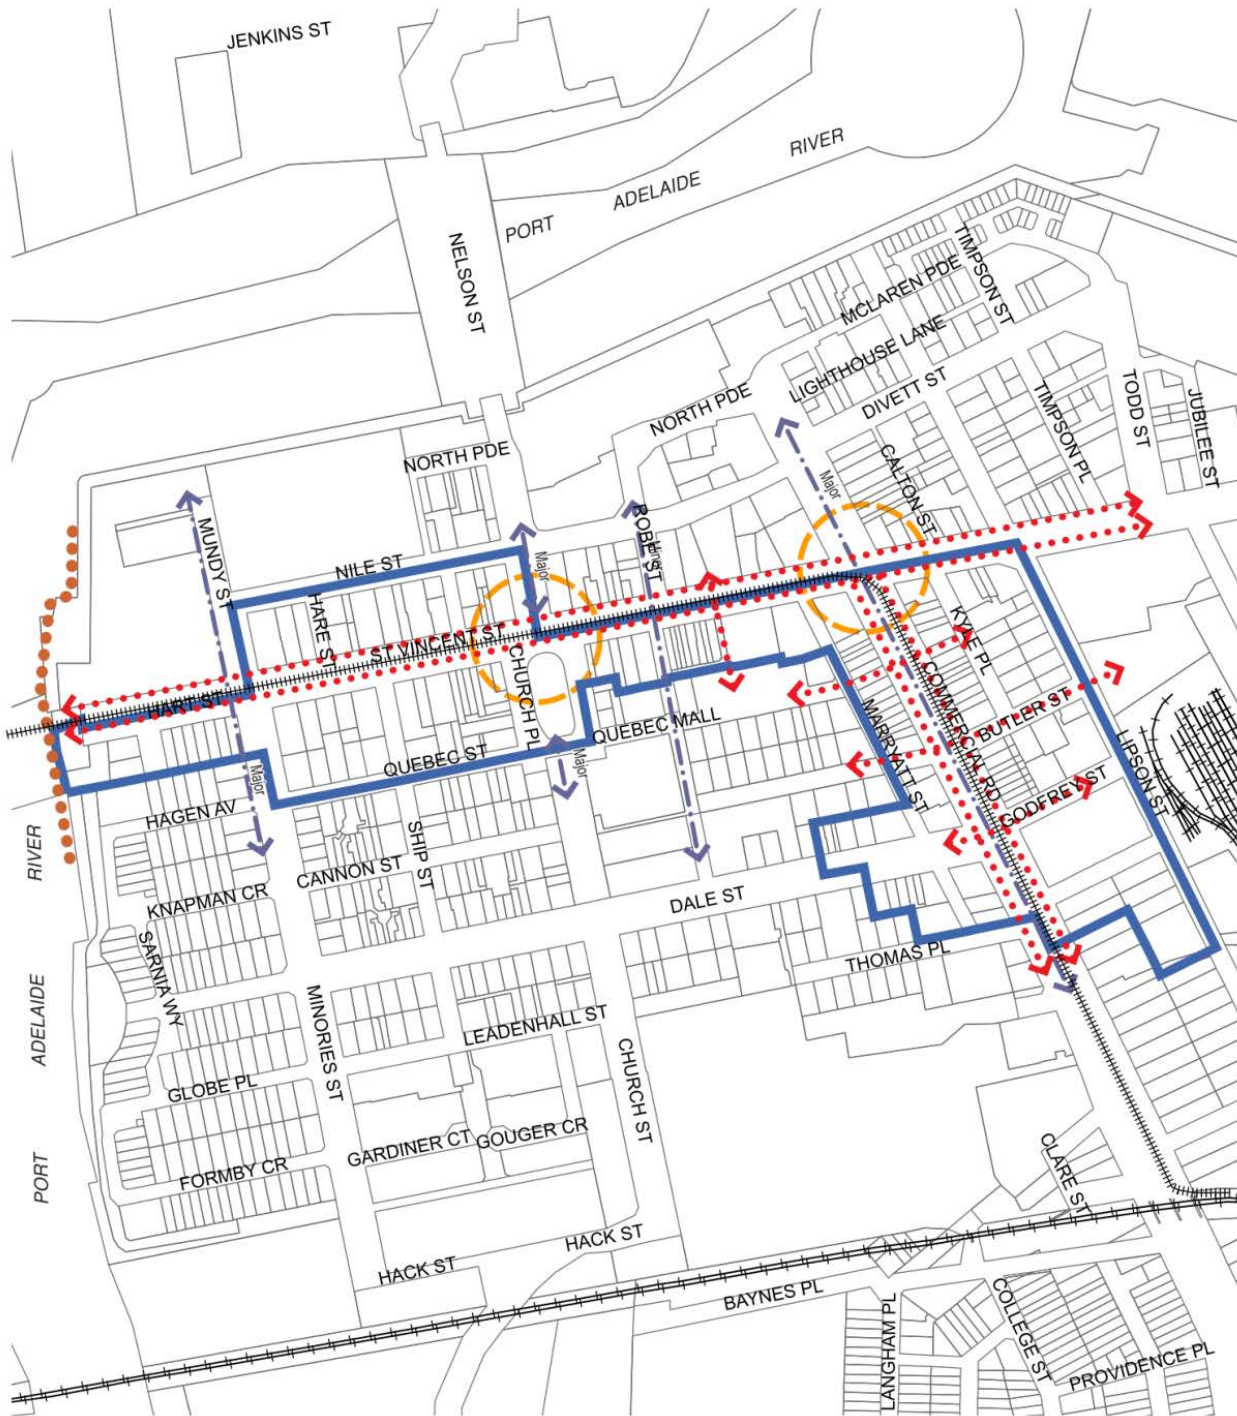 JENKINS ST
RIVER
ADELAIDE
PORT
NELSON ST
TIMPSON ST
MCLAREN PDE
LIGHTHOUSE LANE
DIVETT ST
TIMPSON PL
TODD ST
JUBILEE ST
NORTH PDE
NORTH PDE
CALTON ST
Major
MUNDY ST
NILE ST
Major
ROBE ST
Minor
HARE ST
ST VINCENT ST
HART ST
CHURCH PL
KYLE PL
COMMERCIAL RD
BUTLER ST
LIPSON ST
QUEBEC MALL
QUEBEC ST
Major
Major
MARRYATT ST
GODFREY ST
HAGEN AV
SHIP ST
CANNON ST
KNAPMAN CR
DALE ST
THOMAS PL
SARNIA WY
RIVER
ADELAIDE
PORT
MINORIES ST
LEADENHALL ST
CHURCH ST
GLOBE PL
GARDINER CT
GOUGER CR
FORMBY CR
CLARE ST
HACK ST
HACK ST
BAYNES PL
LANGHAM PL
COLLEGE ST
PROVIDENCE PL